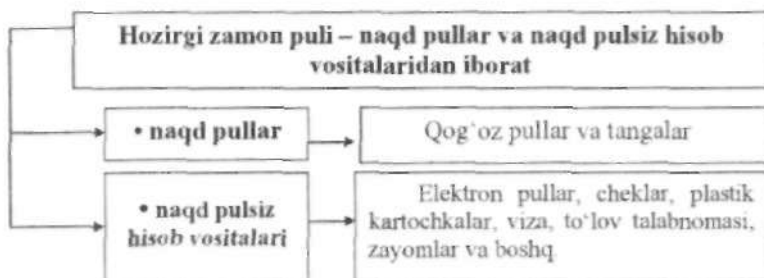 Hozirgi zamon puli – naqd pullar va naqd pulsiz hisob
vositalaridan iborat
• naqd pullar
Qog‘oz pullar va tangalar
• naqd pulsiz
hisob vositalari
Elektron pullar, cheklar, plastik
kartochkalar, viza, to‘lov talabnomasi,
zayomlar va boshq